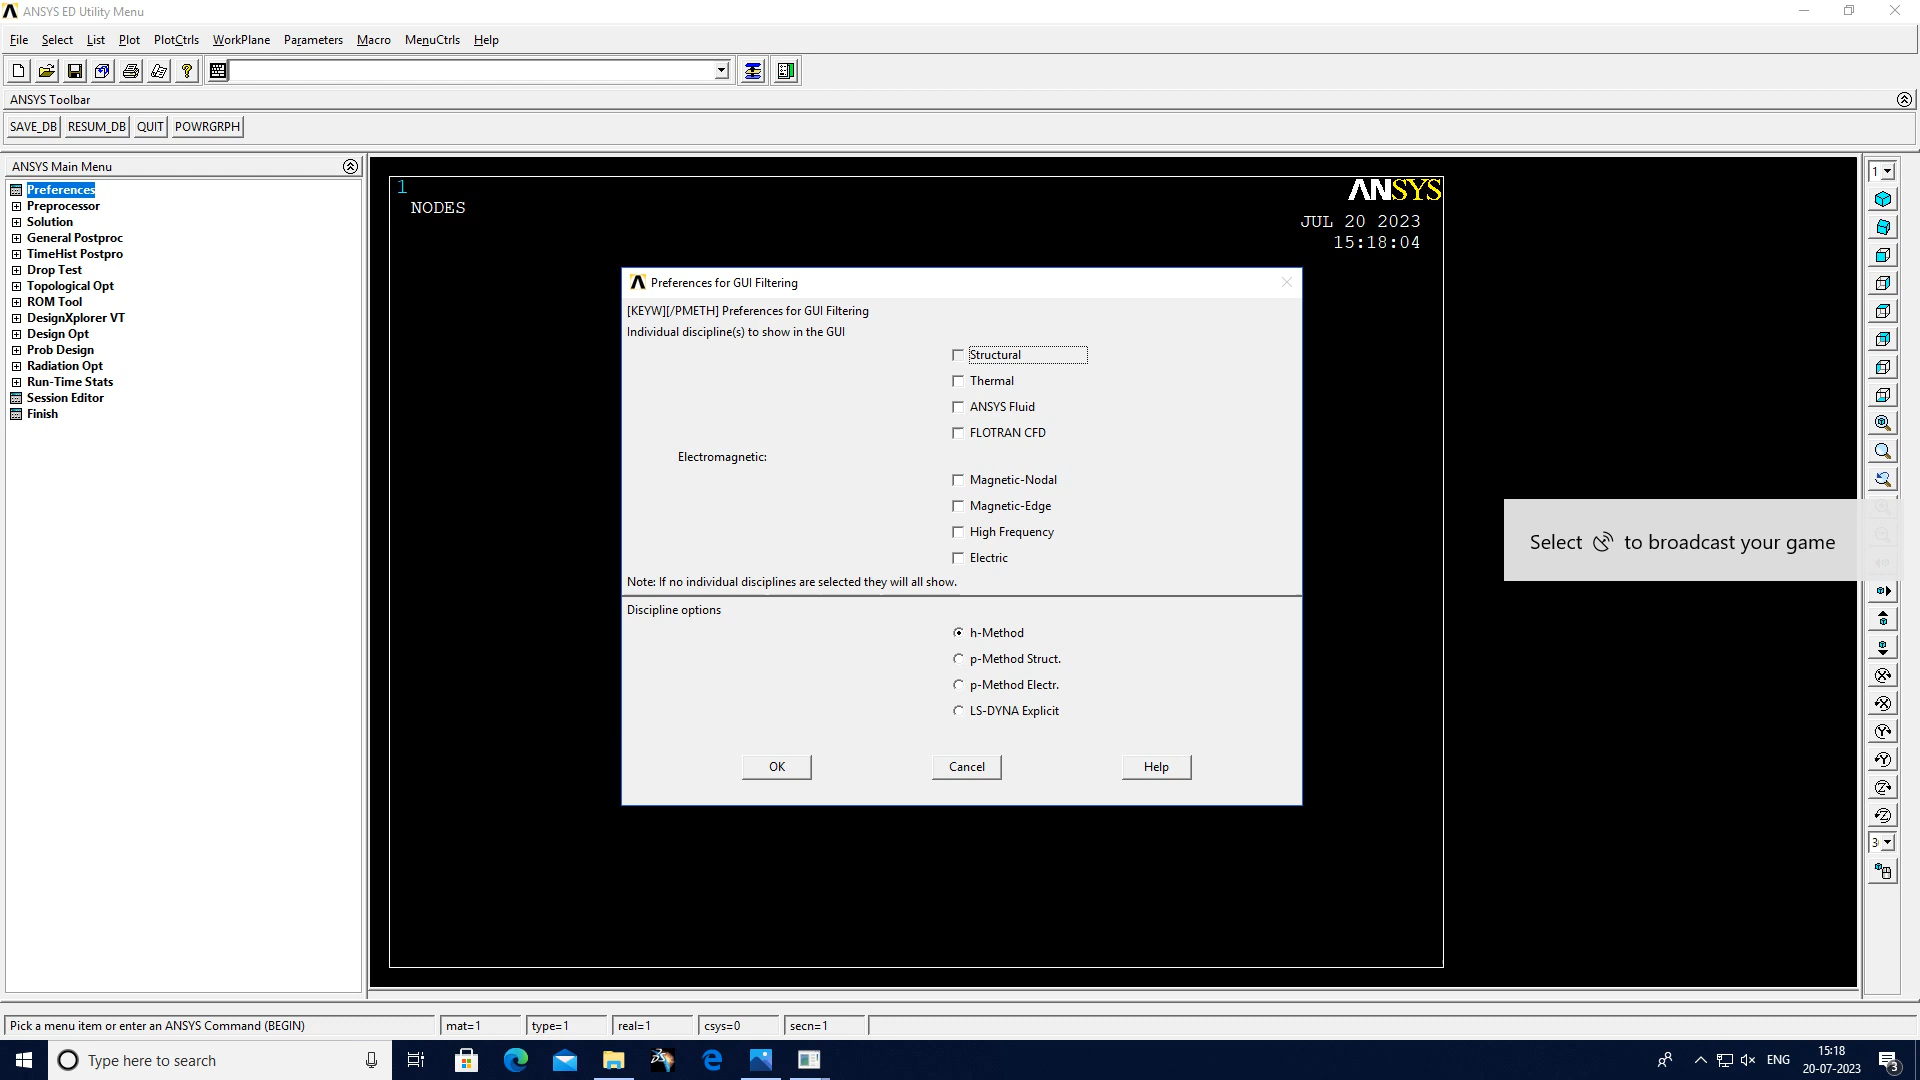 ANSYS ED Utility Menu
File Select List Plot PlotCtrls WorkPlane Parameters Macro MenuCtrls Help
ANSYS Toolbar
SAVE_DB RESUM_DB QUIT POWRGRPH
ANSYS Main Menu
Preferences
Preprocessor
Solution
General Postproc
TimeHist Postpro
Drop Test
Topological Opt
ROM Tool
DesignXplorer VT
Design Opt
Prob Design
Radiation Opt
Run-Time Stats
Session Editor
Finish
1
NODES
ANSYS
JUL 20 2023
15:18:04
Preferences for GUI Filtering
[KEYW][/PMETH] Preferences for GUI Filtering
Individual discipline(s) to show in the GUI
Structural
Thermal
ANSYS Fluid
FLOTRAN CFD
Electromagnetic:
Magnetic-Nodal
Magnetic-Edge
High Frequency
Electric
Note: If no individual disciplines are selected they will all show.
Discipline options
h-Method
p-Method Struct.
p-Method Electr.
LS-DYNA Explicit
OK Cancel Help
1
Select to broadcast your game
3
Pick a menu item or enter an ANSYS Command (BEGIN) mat=1 type=1 real=1 csys=0 secn=1
Type here to search
ENG
15:18
20-07-2023
3